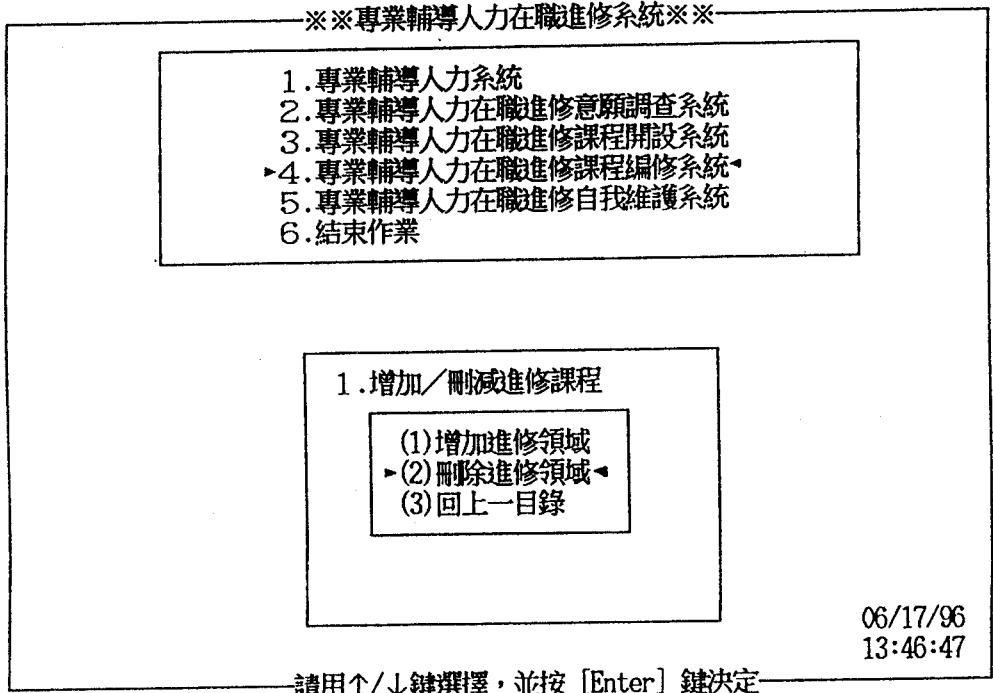 ※※專業輔導人力在職進修系統※※
1.專業輔導人力系統
2.專業輔導人力在職進修意願調查系統
3.專業輔導人力在職進修課程開設系統
►4.專業輔導人力在職進修課程編修系統◄
5.專業輔導人力在職進修自我維護系統
6.結束作業
1.增加／刪減進修課程
(1)增加進修領域
►(2)刪除進修領域◄
(3)回上一目錄
06/17/96
13:46:47
請用↑/↓鍵選擇，並按 [Enter] 鍵決定